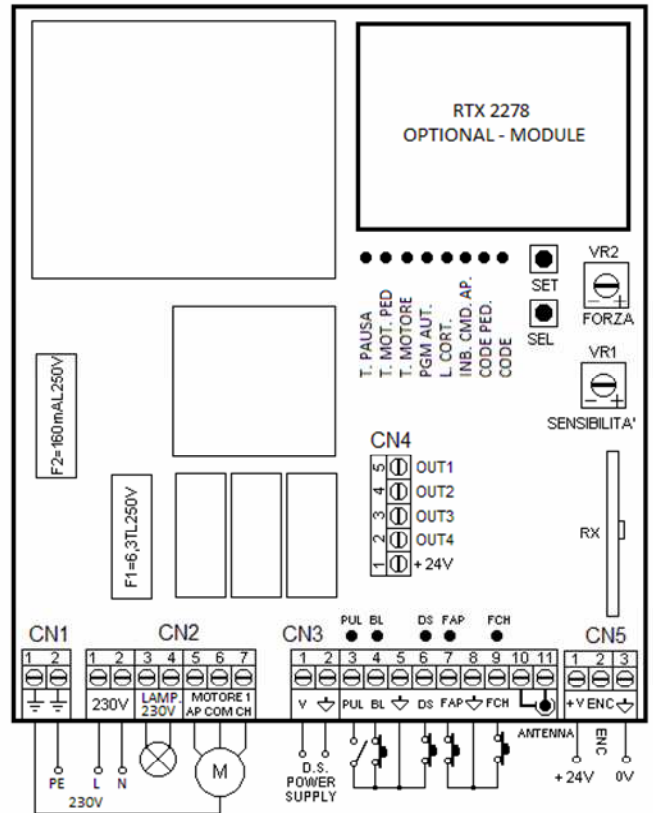 RTX 2278
OPTIONAL - MODULE
VR2
SET
- +
FORZA
SEL
T. PAUSA
T. MOT. PED
T. MOTORE
PGM AUT.
L. CORT.
INB. CMD. AP.
CODE PED.
CODE
VR1
- +
SENSIBILITA'
F2=160mAL250V
F1=6,3TL250V
CN4
5 OUT1
4 OUT2
3 OUT3
2 OUT4
1 +24V
RX
PUL BL DS FAP FCH
CN1 CN2 CN3 CN5
1 2 1 2 3 4 5 6 7 1 2 3 4 5 6 7 8 9 10 11 1 2 3
230V LAMP. 230V MOTORE 1 AP COM CH V PUL BL DS FAP FCH +V ENC
ANTENNA
ENC
PE L N M
D.S. POWER SUPPLY
+24V 0V
230V